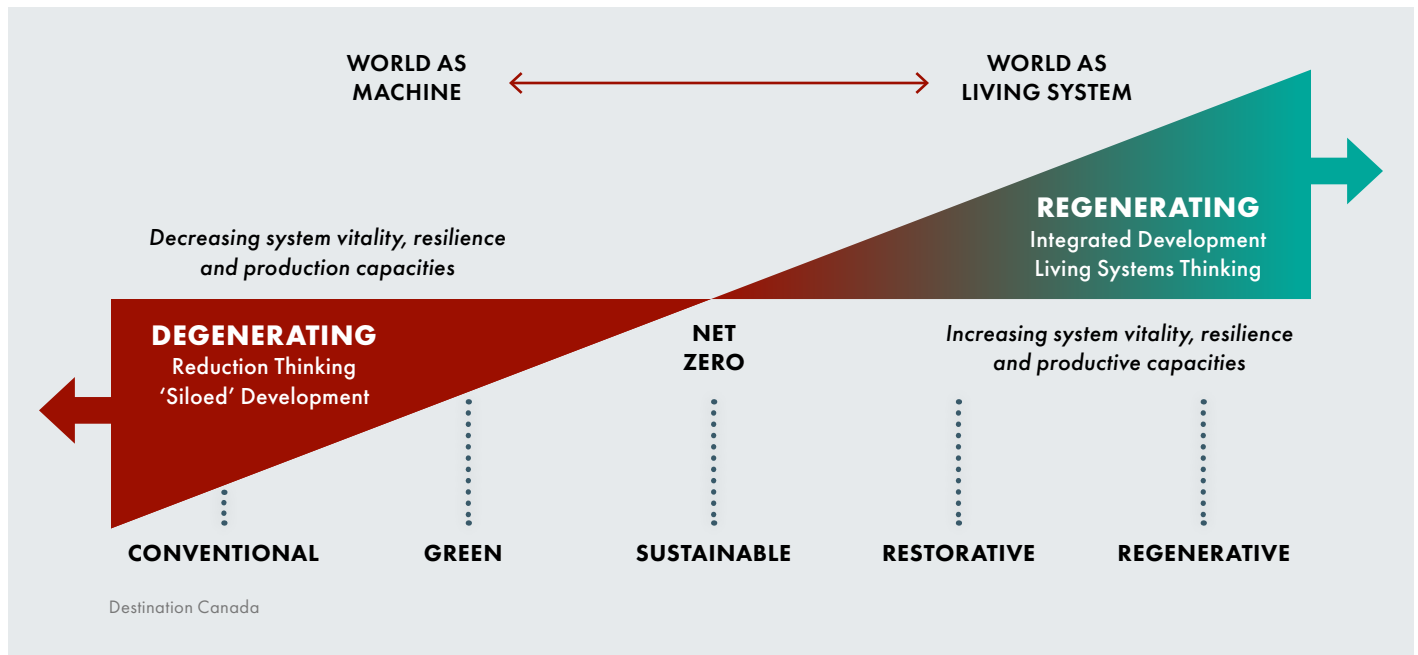 WORLD AS
MACHINE
WORLD AS
LIVING SYSTEM
Decreasing system vitality, resilience
and production capacities
REGENERATING
Integrated Development
Living Systems Thinking
DEGENERATING
Reduction Thinking
‘Siloed’ Development
NET
ZERO
Increasing system vitality, resilience
and productive capacities
CONVENTIONAL
GREEN
SUSTAINABLE
RESTORATIVE
REGENERATIVE
Destination Canada